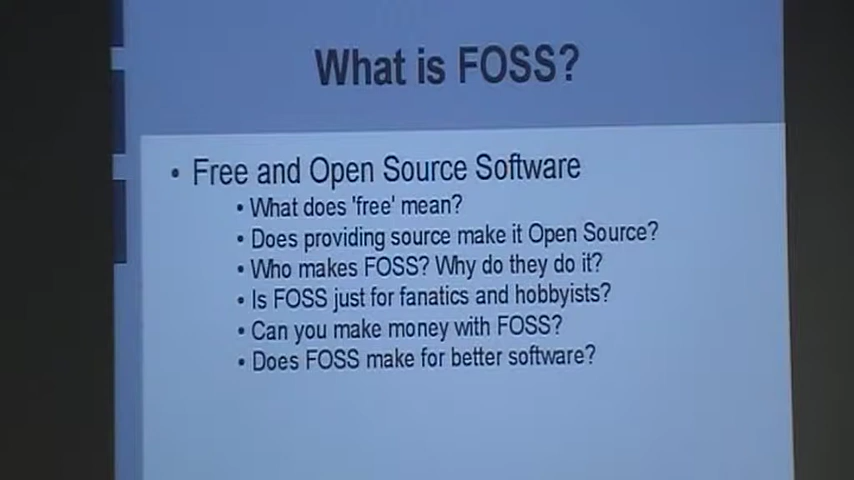 What is FOSS?
• Free and Open Source Software
• What does 'free' mean?
• Does providing source make it Open Source?
• Who makes FOSS? Why do they do it?
• Is FOSS just for fanatics and hobbyists?
• Can you make money with FOSS?
• Does FOSS make for better software?